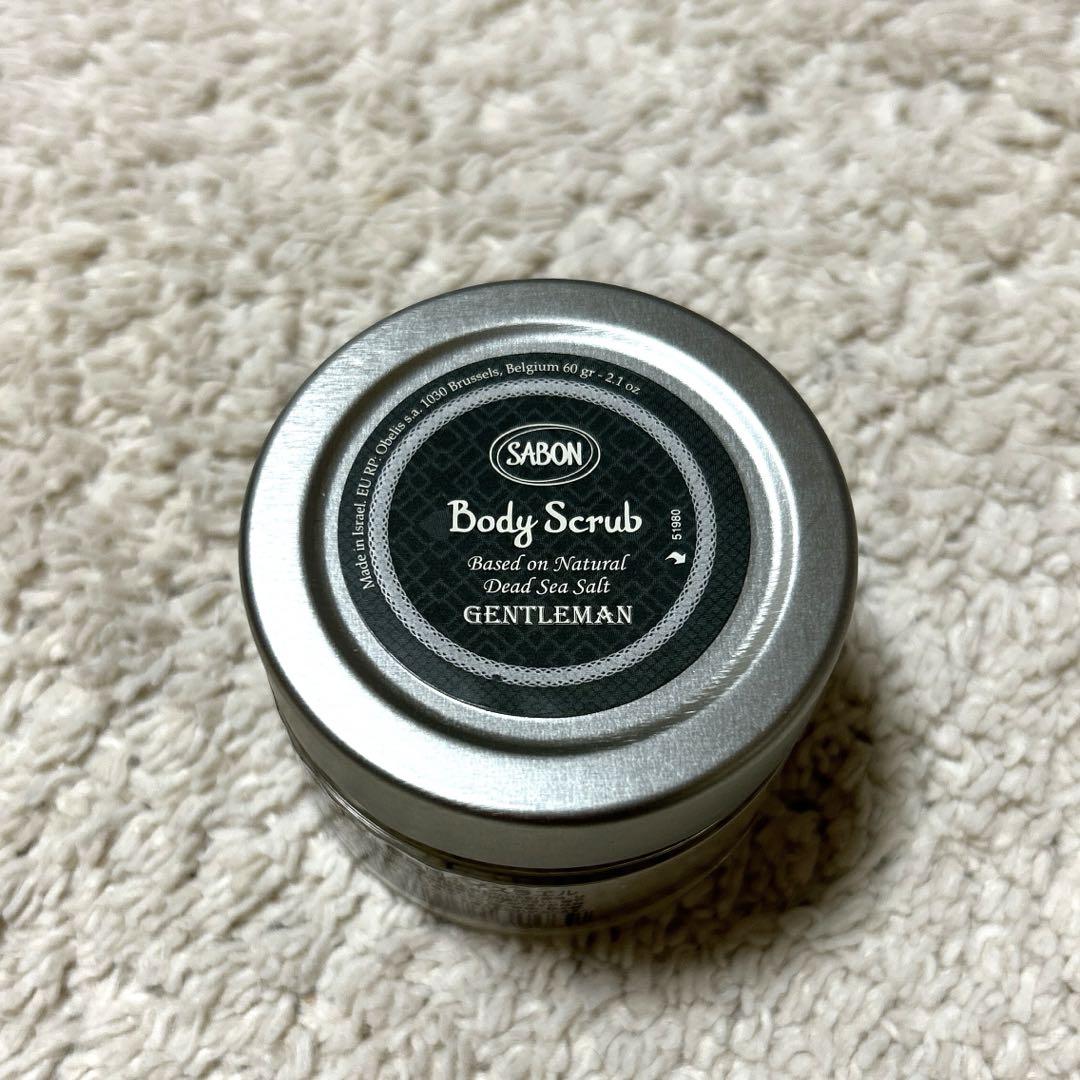 Made in Israel. EU RP: Obelis s.a. 1030 Brussels, Belgium 60 gr - 2.1 oz
SABON
Body Scrub
Based on Natural
Dead Sea Salt
GENTLEMAN
51980